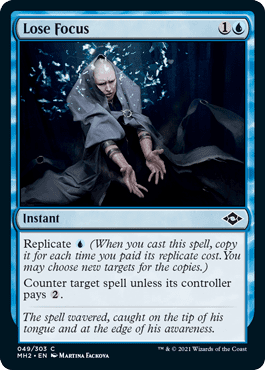 Lose Focus 1
Instant
Replicate (When you cast this spell, copy
it for each time you paid its replicate cost. You
may choose new targets for the copies.)
Counter target spell unless its controller
pays 2.
The spell wavered, caught on the tip of his
tongue and at the edge of his awareness.
049/303 C
MH2 • EN Martina Fačková
™ & © 2021 Wizards of the Coast